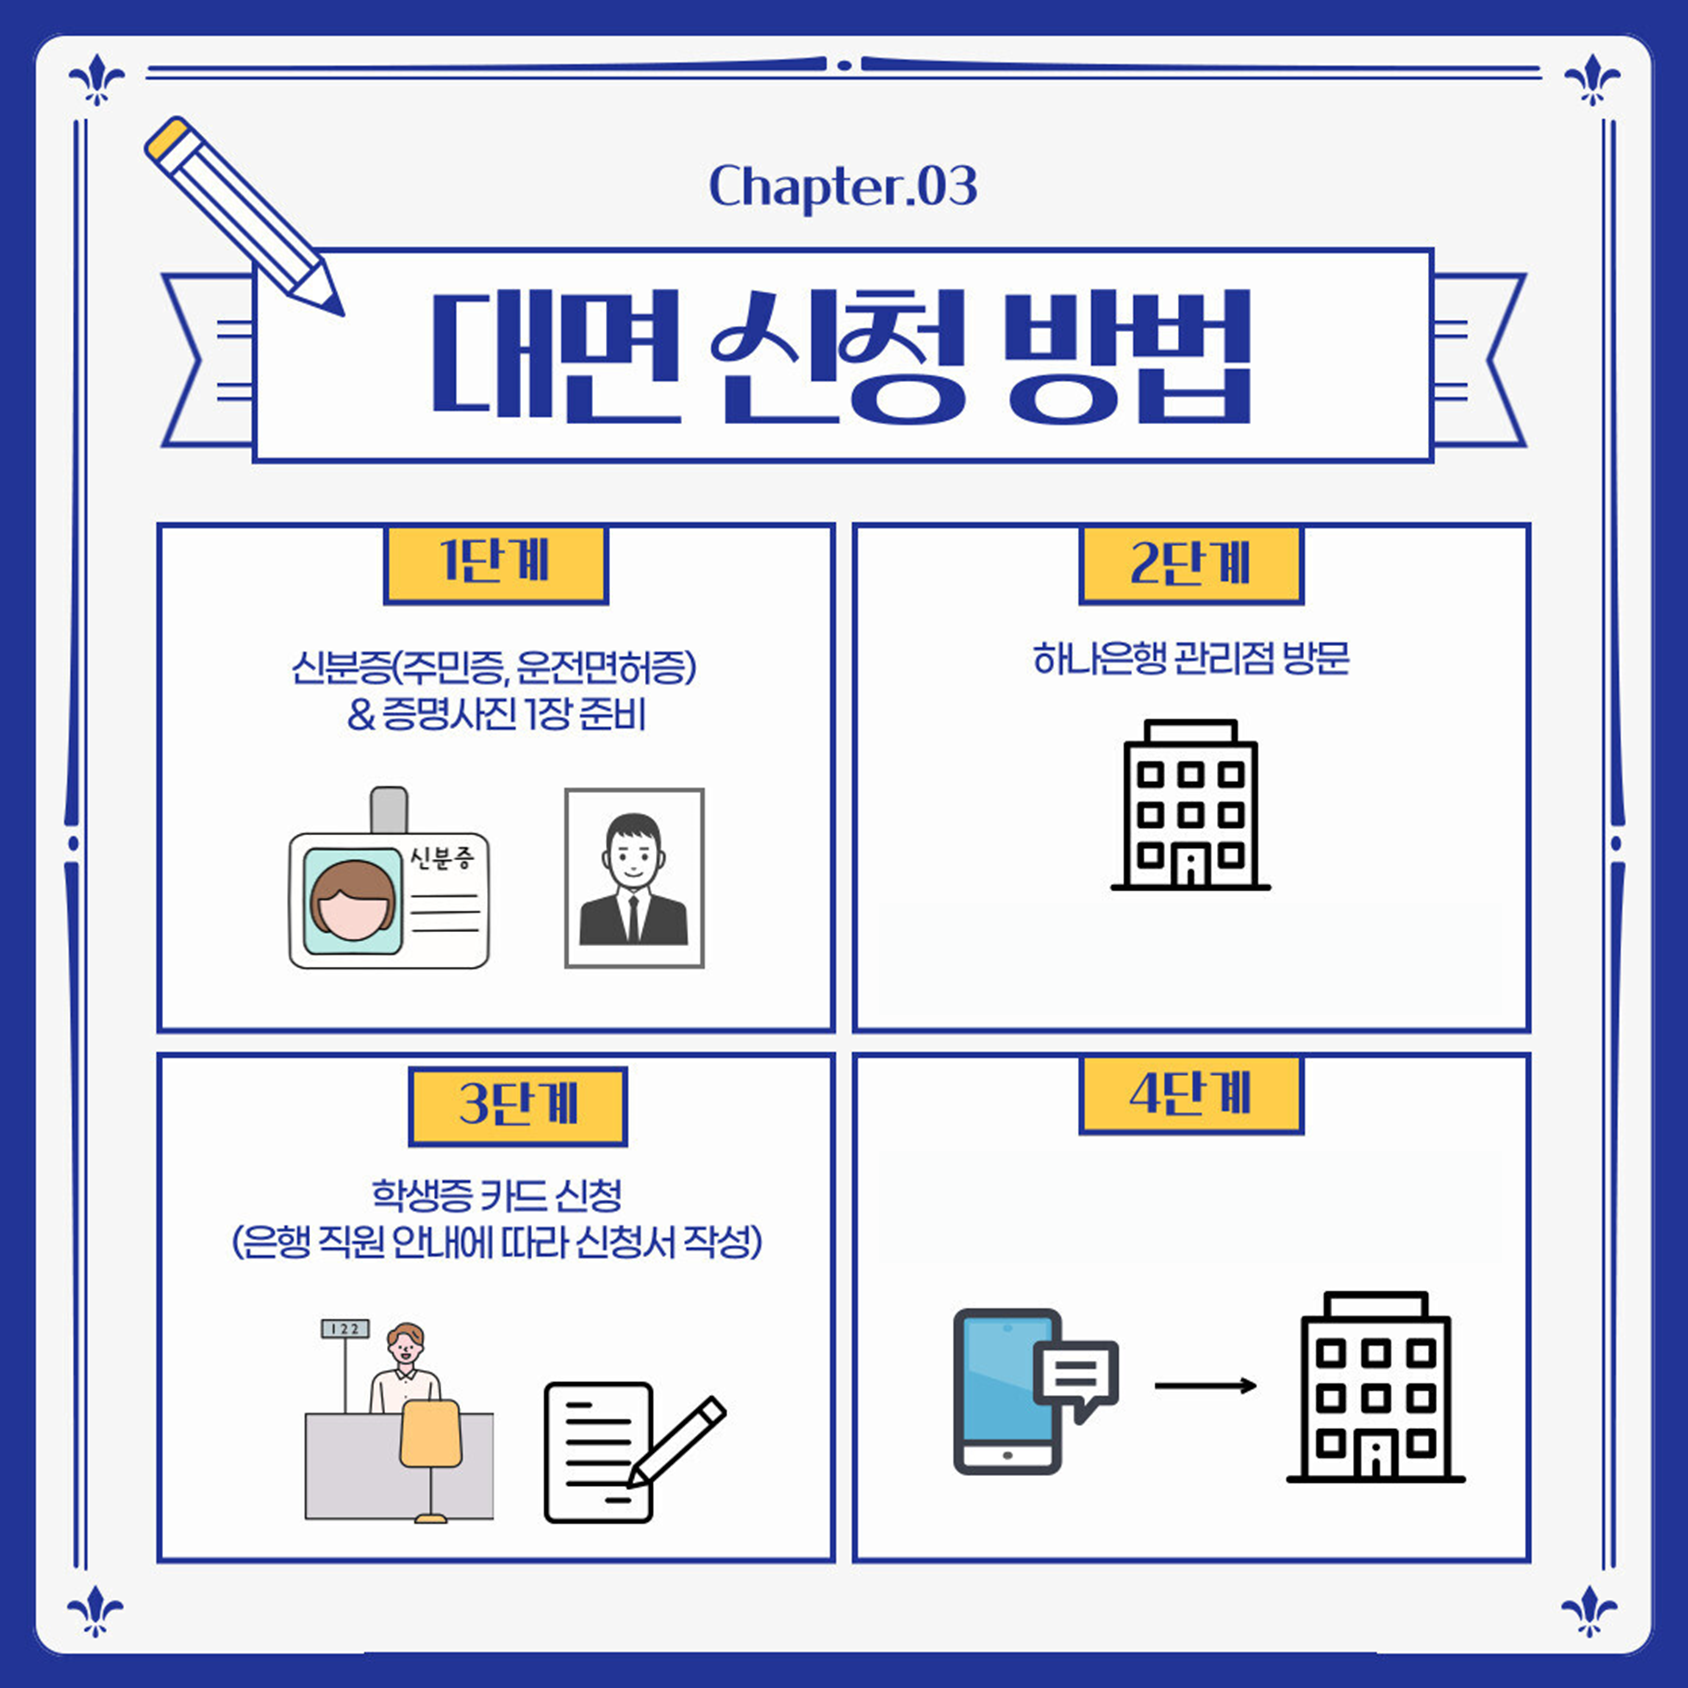 Chapter.03
대면 신청 방법
1단계
신분증(주민증, 운전면허증)
& 증명사진 1장 준비
신분증
2단계
하나은행 관리점 방문
3단계
학생증 카드 신청
(은행 직원 안내에 따라 신청서 작성)
122
4단계